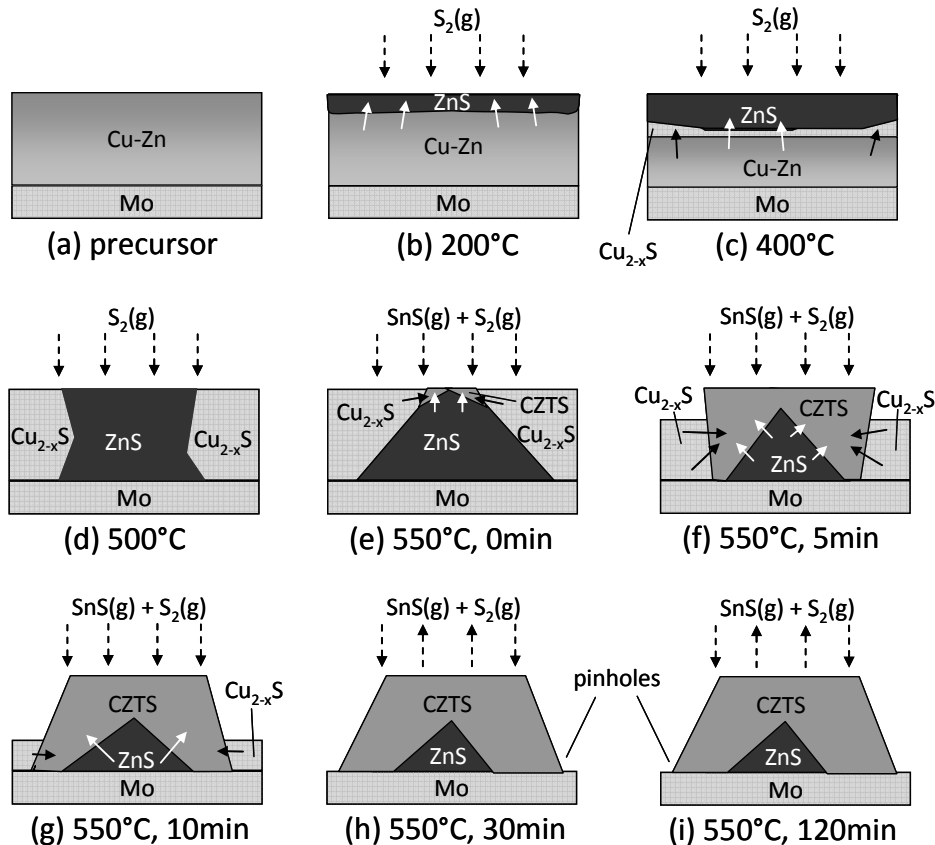 S₂(g)
S₂(g)
Cu-Zn
Mo
(a) precursor
ZnS
Cu-Zn
Mo
(b) 200°C
ZnS
Cu-Zn
Mo
Cu₂₋ₓS
(c) 400°C
S₂(g)
Cu₂₋ₓS
ZnS
Cu₂₋ₓS
Mo
(d) 500°C
SnS(g) + S₂(g)
Cu₂₋ₓS
CZTS
ZnS
Cu₂₋ₓS
Mo
(e) 550°C, 0min
SnS(g) + S₂(g)
Cu₂₋ₓS
CZTS
Cu₂₋ₓS
ZnS
Mo
(f) 550°C, 5min
SnS(g) + S₂(g)
CZTS
Cu₂₋ₓS
ZnS
Mo
(g) 550°C, 10min
SnS(g) + S₂(g)
pinholes
CZTS
ZnS
Mo
(h) 550°C, 30min
SnS(g) + S₂(g)
CZTS
ZnS
Mo
(i) 550°C, 120min